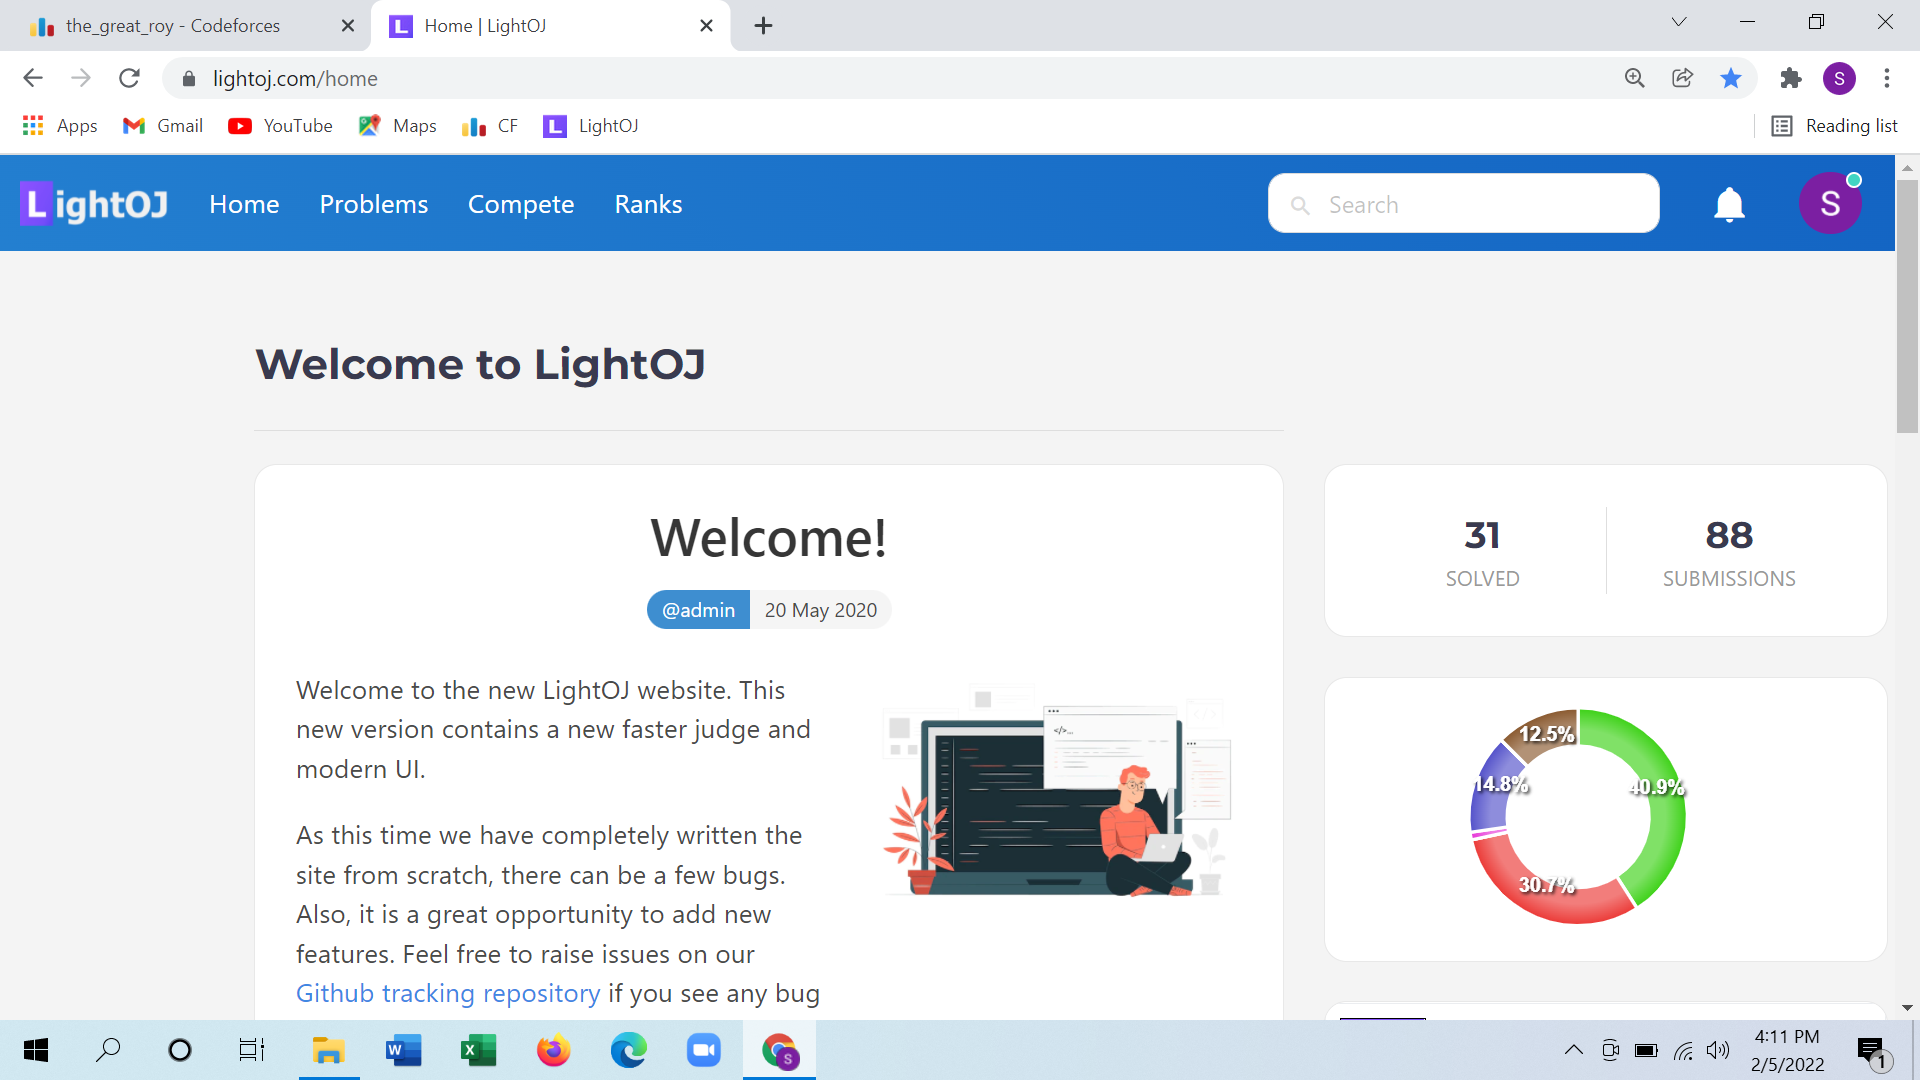 the_great_roy - Codeforces
Home | LightOJ
lightoj.com/home
S
Apps
Gmail
YouTube
Maps
CF
L
LightOJ
Reading list
LightOJ
Home
Problems
Compete
Ranks
Search
S
Welcome to LightOJ
Welcome!
@admin
20 May 2020
Welcome to the new LightOJ website. This
new version contains a new faster judge and
modern UI.
As this time we have completely written the
site from scratch, there can be a few bugs.
Also, it is a great opportunity to add new
features. Feel free to raise issues on our
Github tracking repository if you see any bug
31
SOLVED
88
SUBMISSIONS
12.5%
40.9%
14.8%
30.7%
4:11 PM
2/5/2022
1